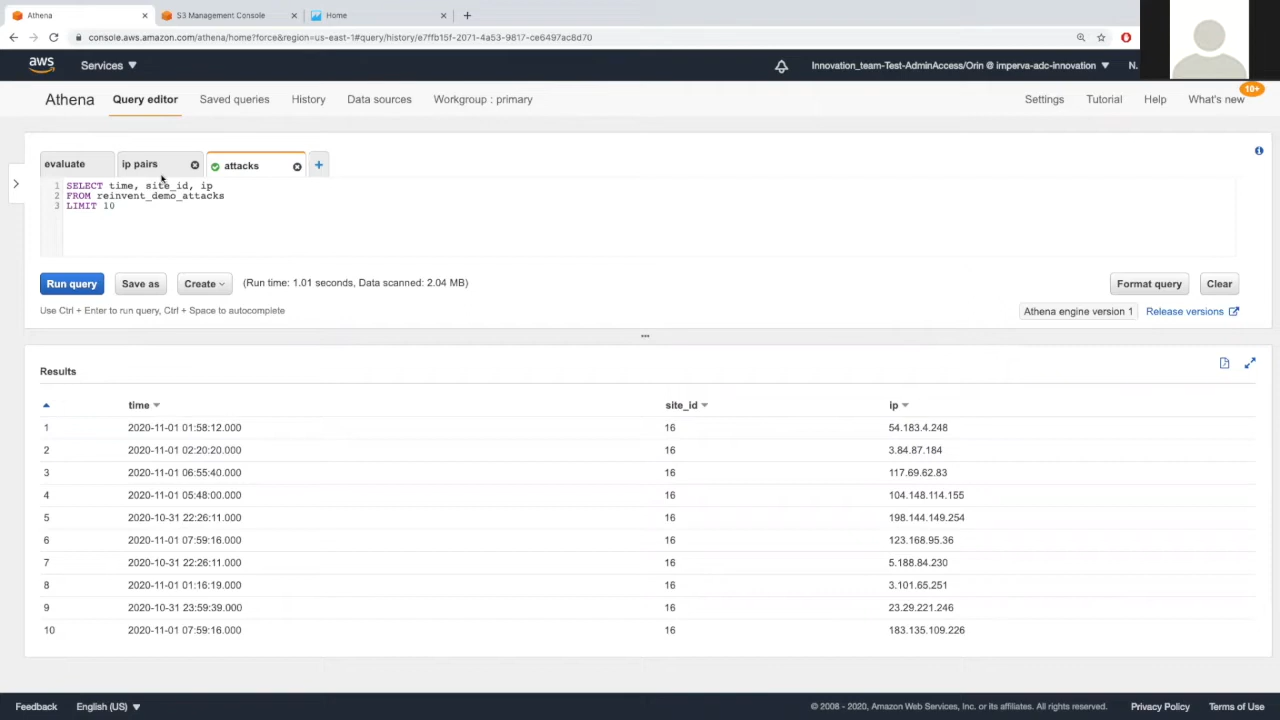 Athena
S3 Management Console
Home
console.aws.amazon.com/athena/home?force&region=us-east-1#query/history/e7ffb15f-2071-4a53-9817-ce6497ac8d70
aws
Services
Innovation_team-Test-AdminAccess/Orin @ imperva-adc-innovation
N.
Athena
Query editor
Saved queries
History
Data sources
Workgroup : primary
Settings
Tutorial
Help
What's new
10+
evaluate
ip pairs
attacks
1 SELECT time, site_id, ip
2 FROM reinvent_demo_attacks
3 LIMIT 10
Run query
Save as
Create
(Run time: 1.01 seconds, Data scanned: 2.04 MB)
Format query
Clear
Use Ctrl + Enter to run query, Ctrl + Space to autocomplete
Athena engine version 1
Release versions
Results
time site_id ip
1 2020-11-01 01:58:12.000 16 54.183.4.248
2 2020-11-01 02:20:20.000 16 3.84.87.184
3 2020-11-01 06:55:40.000 16 117.69.62.83
4 2020-11-01 05:48:00.000 16 104.148.114.155
5 2020-10-31 22:26:11.000 16 198.144.149.254
6 2020-11-01 07:59:16.000 16 123.168.95.36
7 2020-10-31 22:26:11.000 16 5.188.84.230
8 2020-11-01 01:16:19.000 16 3.101.65.251
9 2020-10-31 23:59:39.000 16 23.29.221.246
10 2020-11-01 07:59:16.000 16 183.135.109.226
Feedback
English (US)
© 2008 - 2020, Amazon Web Services, Inc. or its affiliates. All rights reserved.
Privacy Policy
Terms of Use